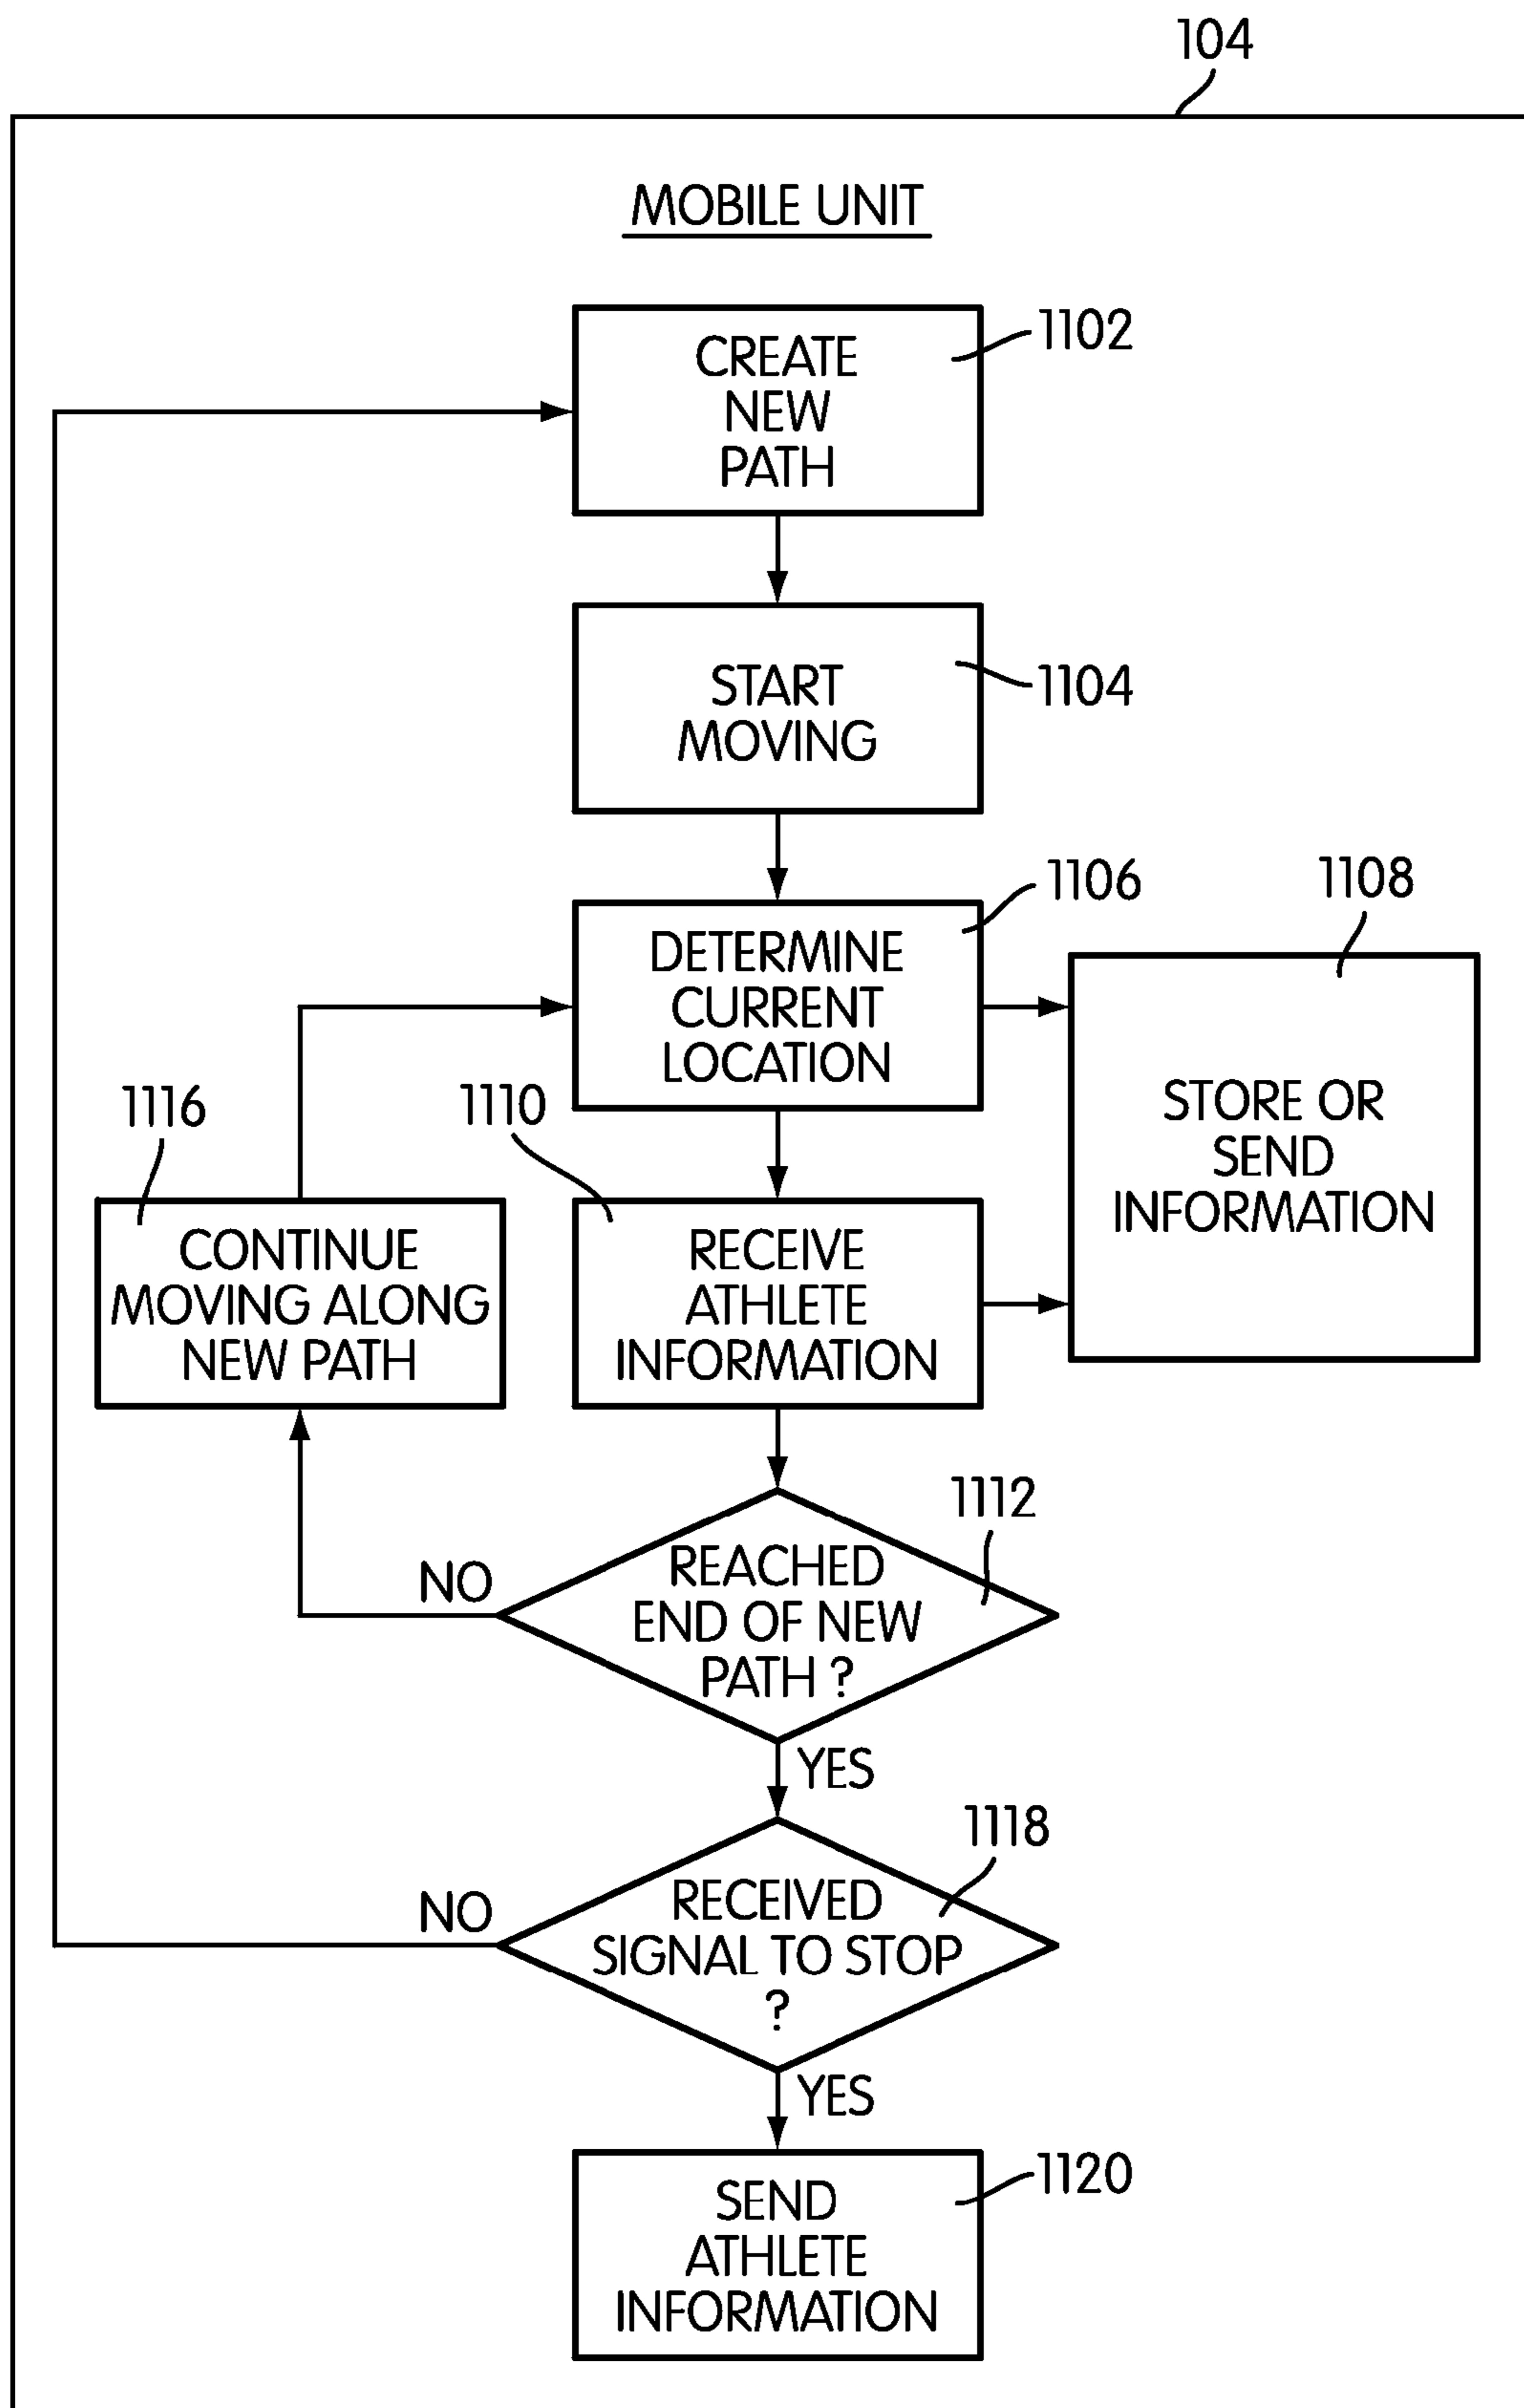 104
MOBILE UNIT
CREATE
NEW
PATH
1102
START
MOVING
1104
DETERMINE
CURRENT
LOCATION
1106
1108
STORE OR
SEND
INFORMATION
1116
CONTINUE
MOVING ALONG
NEW PATH
1110
RECEIVE
ATHLETE
INFORMATION
1112
REACHED
END OF NEW
PATH ?
NO
YES
1118
RECEIVED
SIGNAL TO STOP
?
NO
YES
SEND
ATHLETE
INFORMATION
1120